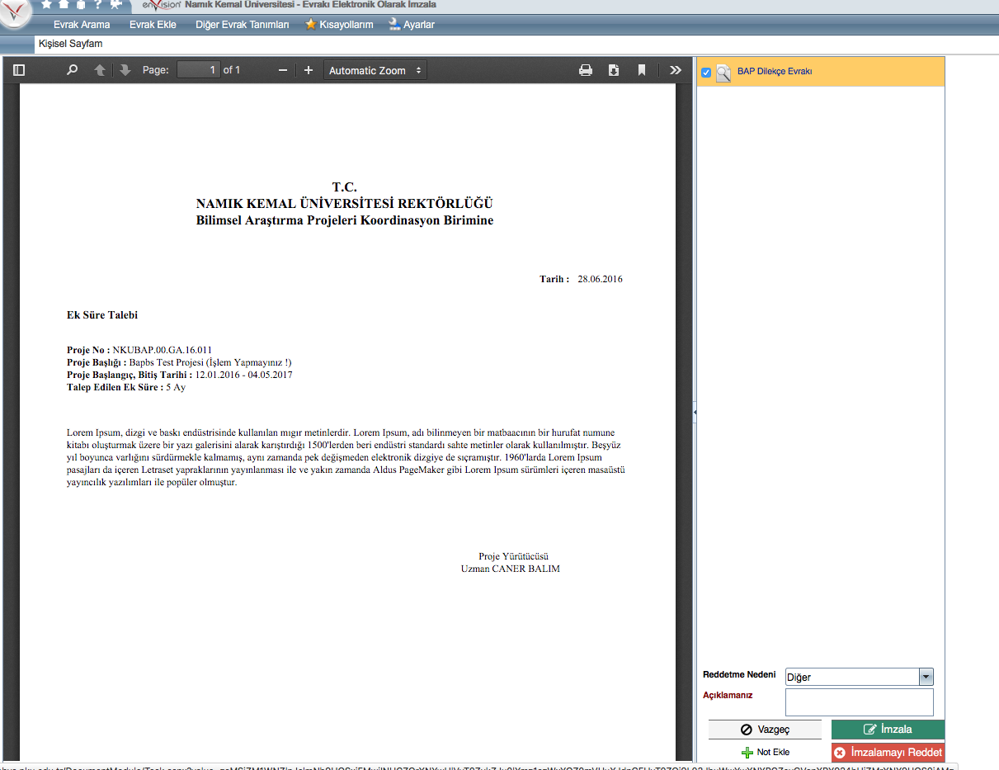 enVision Namık Kemal Üniversitesi - Evrakı Elektronik Olarak İmzala
Evrak Arama Evrak Ekle Diğer Evrak Tanımları Kısayollarım Ayarlar
Kişisel Sayfam
Page: 1 of 1 Automatic Zoom
BAP Dilekçe Evrakı
T.C.
NAMIK KEMAL ÜNİVERSİTESİ REKTÖRLÜĞÜ
Bilimsel Araştırma Projeleri Koordinasyon Birimine
Tarih : 28.06.2016
Ek Süre Talebi
Proje No : NKUBAP.00.GA.16.011
Proje Başlığı : Bapbs Test Projesi (İşlem Yapmayınız !)
Proje Başlangıç, Bitiş Tarihi : 12.01.2016 - 04.05.2017
Talep Edilen Ek Süre : 5 Ay
Lorem Ipsum, dizgi ve baskı endüstrisinde kullanılan mıgır metinlerdir. Lorem Ipsum, adı bilinmeyen bir matbaacının bir hurufat numune
kitabı oluşturmak üzere bir yazı galerisini alarak karıştırdığı 1500'lerden beri endüstri standardı sahte metinler olarak kullanılmıştır. Beşyüz
yıl boyunca varlığını sürdürmekle kalmamış, aynı zamanda pek değişmeden elektronik dizgiye de sıçramıştır. 1960'larda Lorem Ipsum
pasajları da içeren Letraset yapraklarının yayınlanması ile ve yakın zamanda Aldus PageMaker gibi Lorem Ipsum sürümleri içeren masaüstü
yayıncılık yazılımları ile popüler olmuştur.
Proje Yürütücüsü
Uzman CANER BALIM
Reddetme Nedeni Diğer
Açıklamanız
Vazgeç İmzala
Not Ekle İmzalamayı Reddet